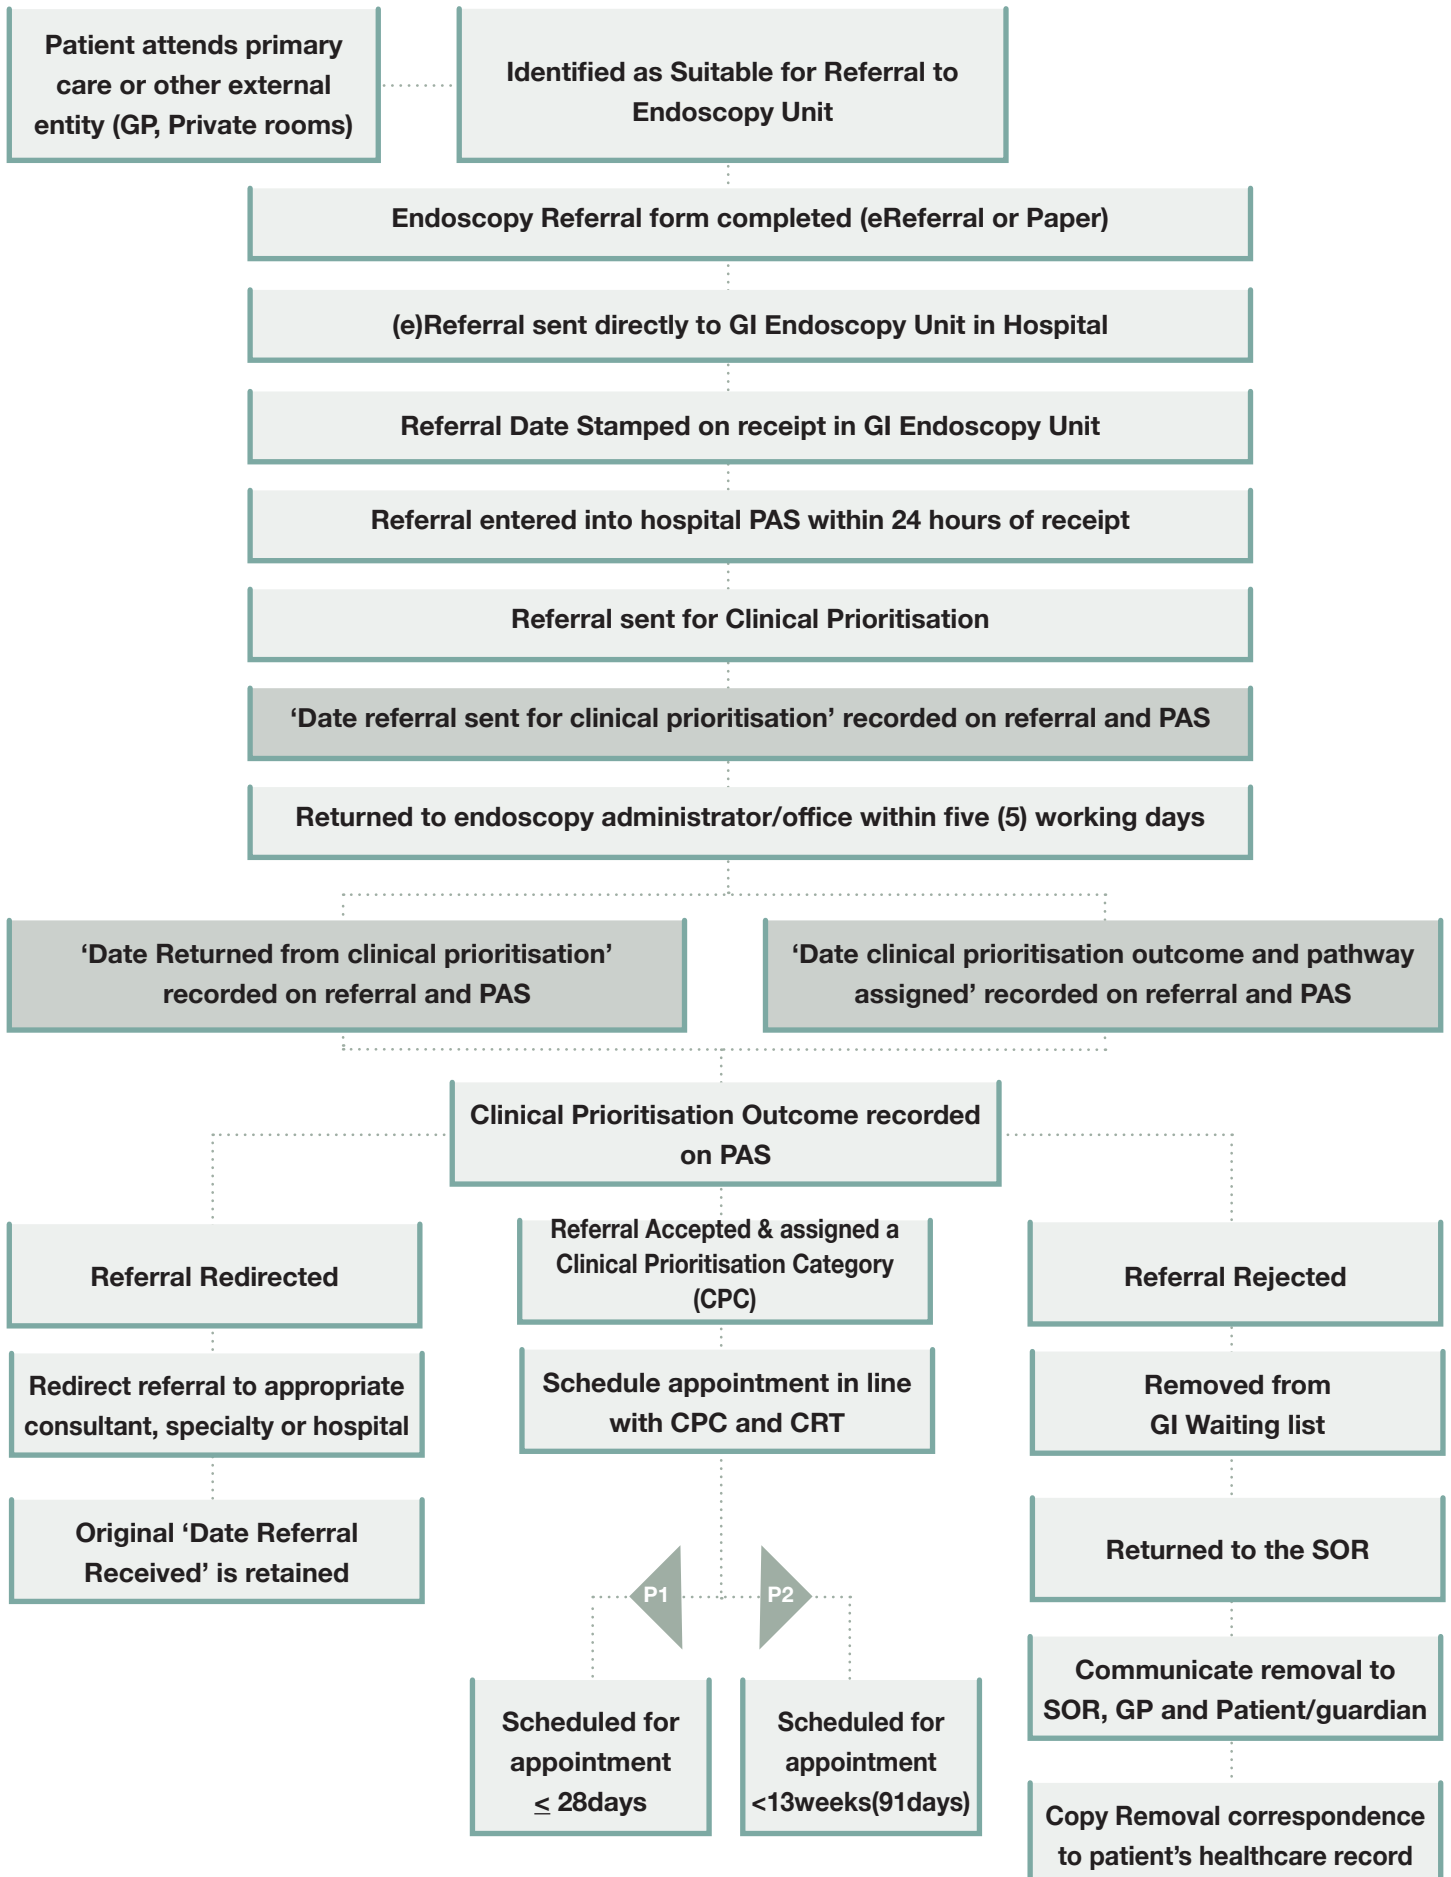 Patient attends primary
care or other external
entity (GP, Private rooms)
Identified as Suitable for Referral to
Endoscopy Unit
Endoscopy Referral form completed (eReferral or Paper)
(e)Referral sent directly to GI Endoscopy Unit in Hospital
Referral Date Stamped on receipt in GI Endoscopy Unit
Referral entered into hospital PAS within 24 hours of receipt
Referral sent for Clinical Prioritisation
‘Date referral sent for clinical prioritisation’ recorded on referral and PAS
Returned to endoscopy administrator/office within five (5) working days
‘Date Returned from clinical prioritisation’
recorded on referral and PAS
‘Date clinical prioritisation outcome and pathway
assigned’ recorded on referral and PAS
Clinical Prioritisation Outcome recorded
on PAS
Referral Redirected
Redirect referral to appropriate
consultant, specialty or hospital
Original ‘Date Referral
Received’ is retained
Referral Accepted & assigned a
Clinical Prioritisation Category
(CPC)
Schedule appointment in line
with CPC and CRT
P1
P2
Scheduled for
appointment
≤ 28days
Scheduled for
appointment
<13weeks(91days)
Referral Rejected
Removed from
GI Waiting list
Returned to the SOR
Communicate removal to
SOR, GP and Patient/guardian
Copy Removal correspondence
to patient’s healthcare record